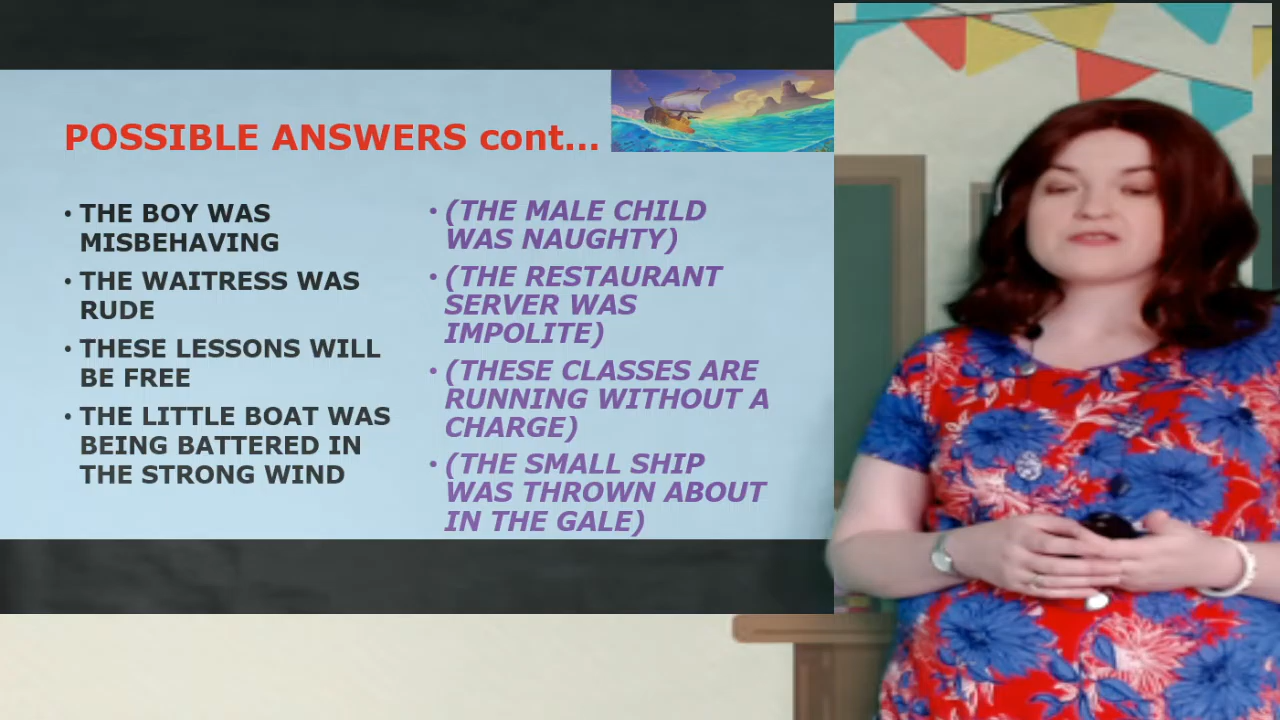 POSSIBLE ANSWERS cont...
• THE BOY WAS
MISBEHAVING
• THE WAITRESS WAS
RUDE
• THESE LESSONS WILL
BE FREE
• THE LITTLE BOAT WAS
BEING BATTERED IN
THE STRONG WIND
• (THE MALE CHILD
WAS NAUGHTY)
• (THE RESTAURANT
SERVER WAS
IMPOLITE)
• (THESE CLASSES ARE
RUNNING WITHOUT A
CHARGE)
• (THE SMALL SHIP
WAS THROWN ABOUT
IN THE GALE)